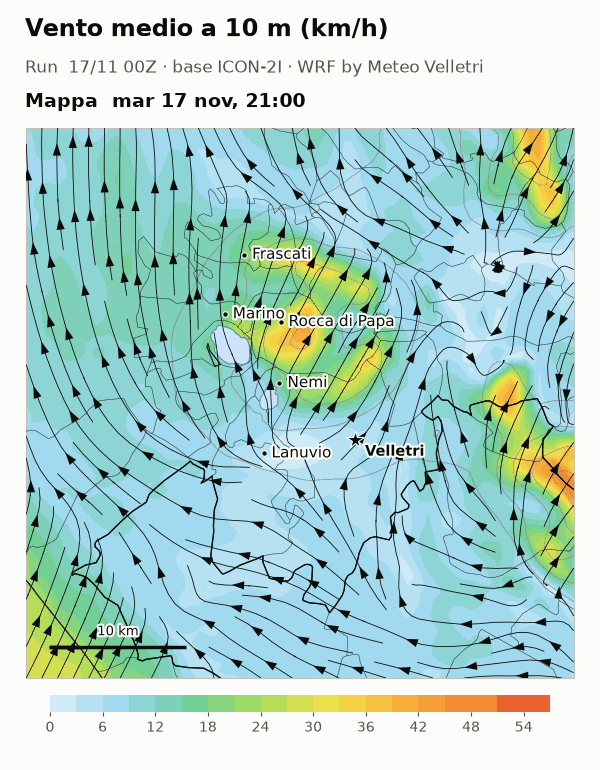 Vento medio a 10 m (km/h)
Run  17/11 00Z · base ICON-2I · WRF by Meteo Velletri
Mappa  mar 17 nov, 21:00
Frascati
Marino
Rocca di Papa
Nemi
Velletri
Lanuvio
10 km
0 6 12 18 24 30 36 42 48 54